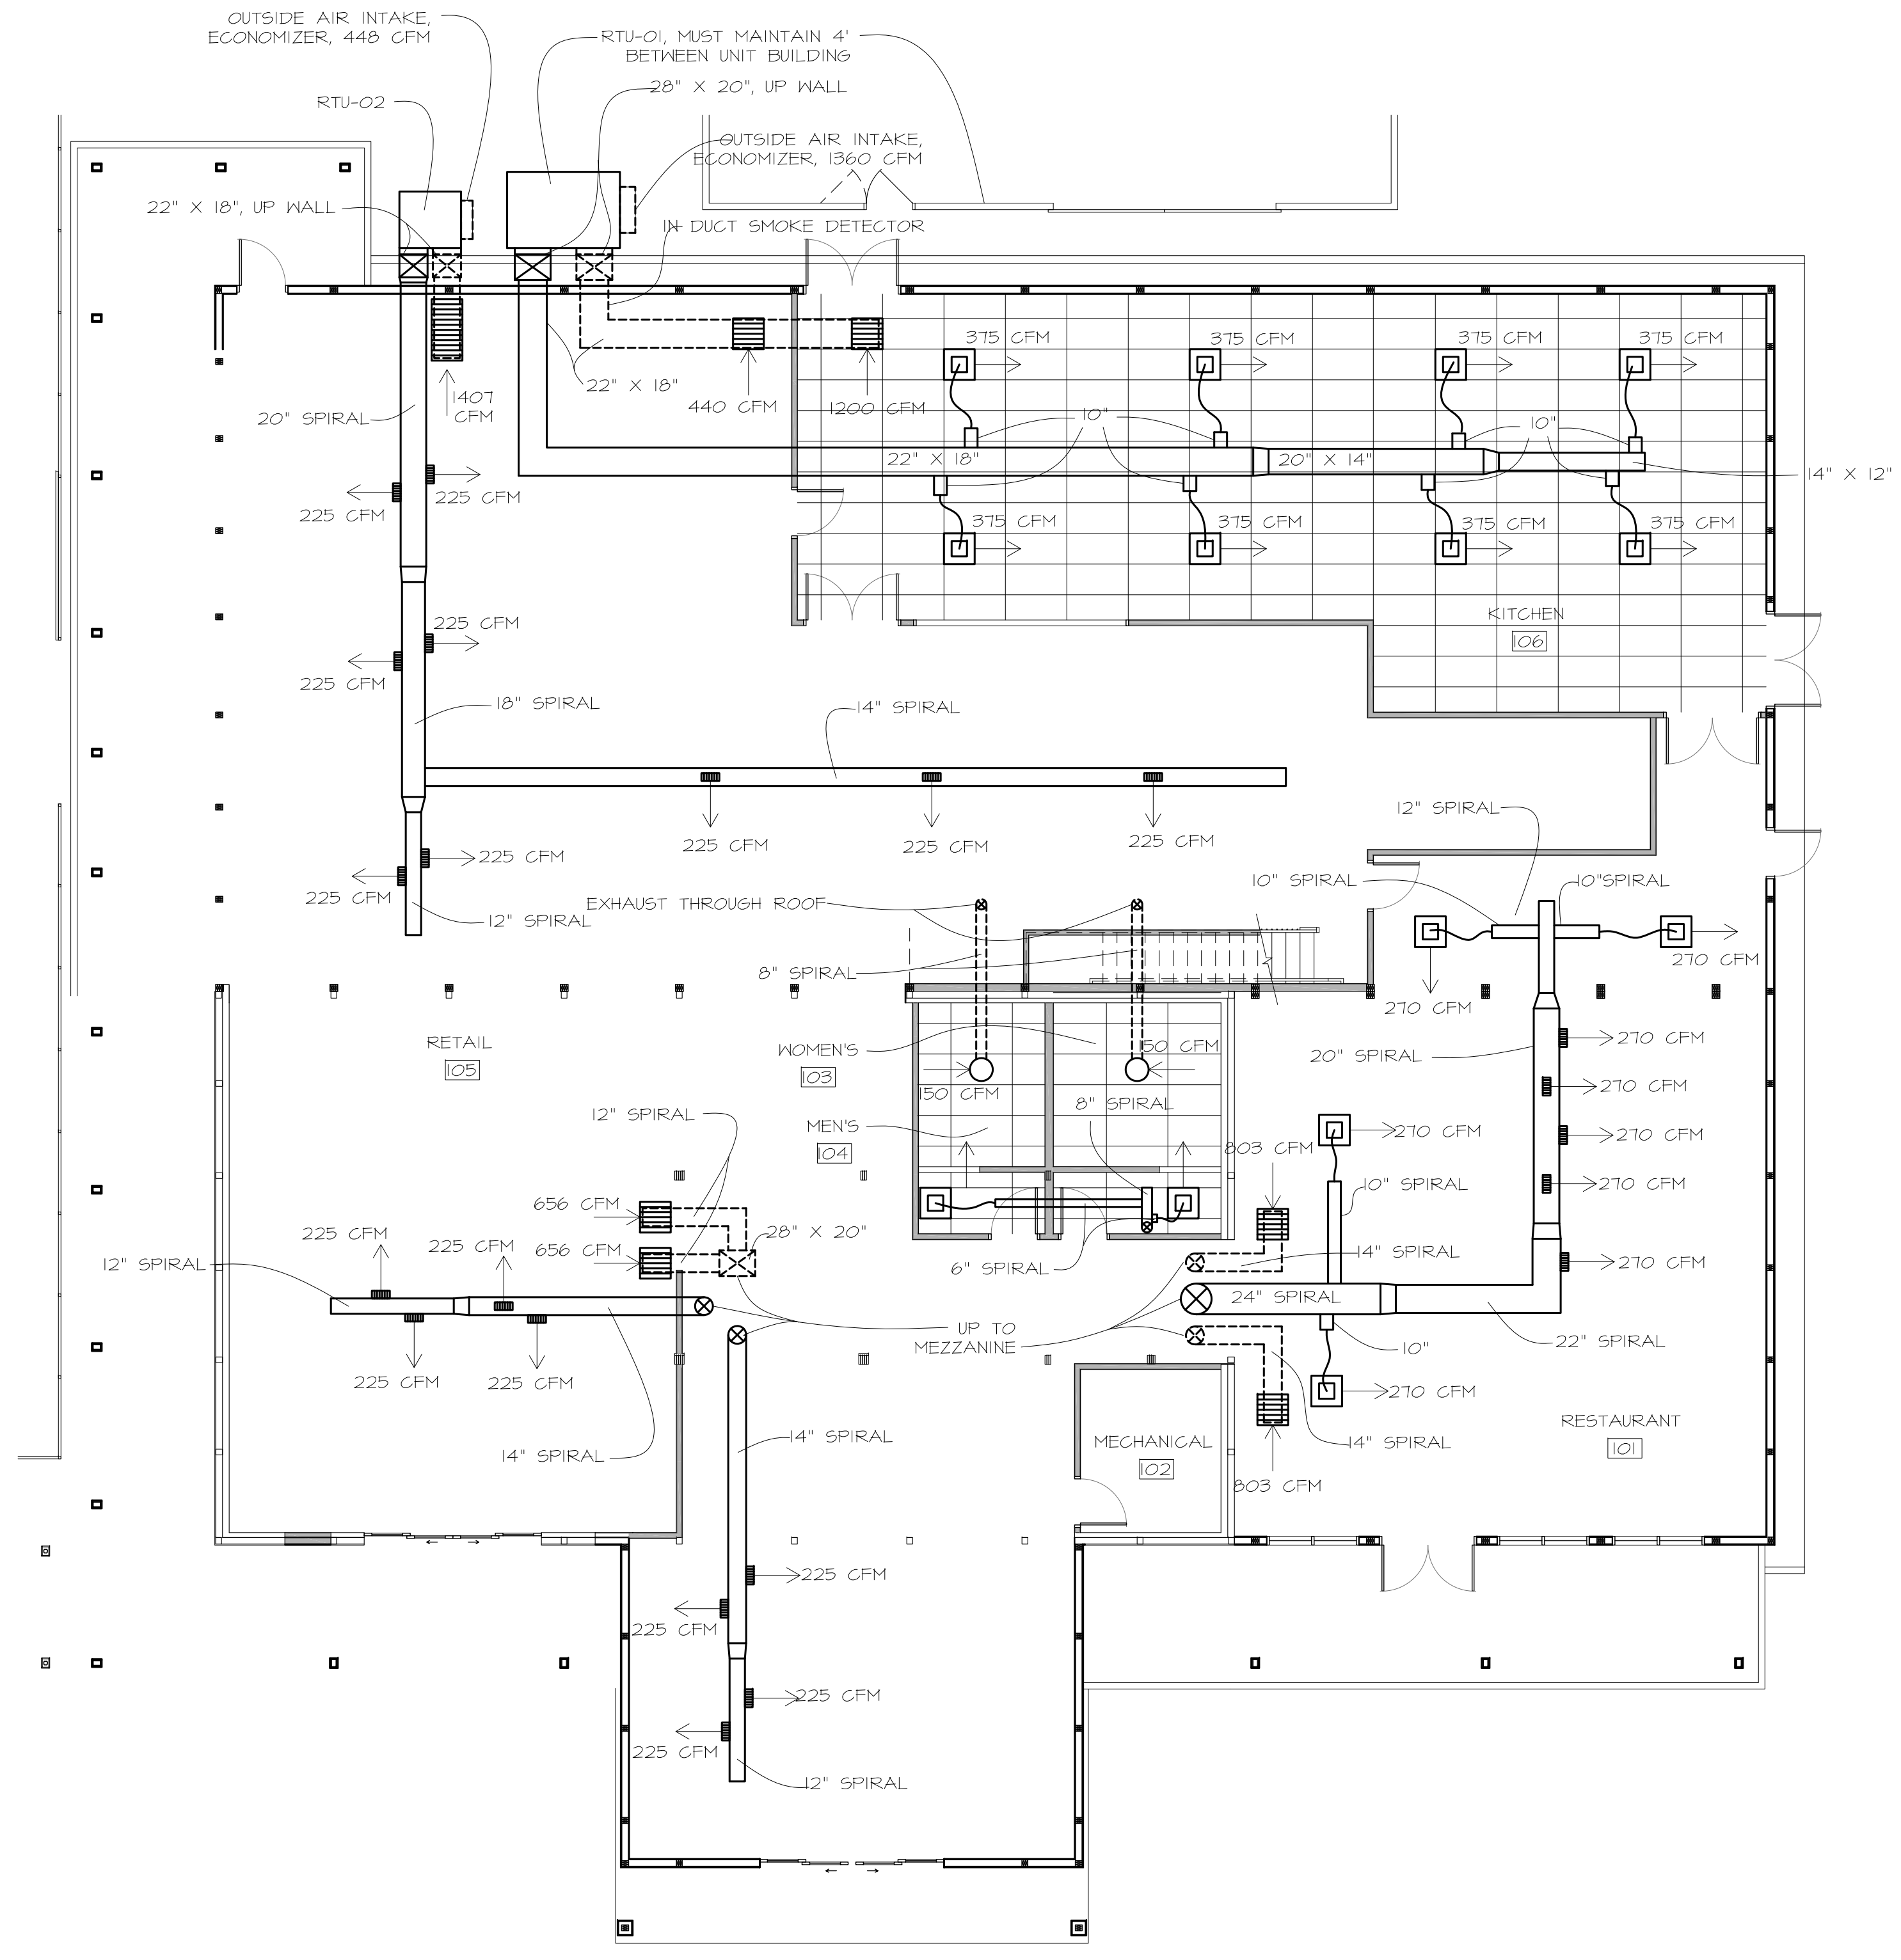 OUTSIDE AIR INTAKE,
ECONOMIZER, 448 CFM
RTU-01, MUST MAINTAIN 4'
BETWEEN UNIT BUILDING
28" X 20", UP WALL
RTU-02
OUTSIDE AIR INTAKE,
ECONOMIZER, 1360 CFM
22" X 18", UP WALL
IN DUCT SMOKE DETECTOR
375 CFM
375 CFM
375 CFM
375 CFM
22" X 18"
1407
CFM
440 CFM
1200 CFM
20" SPIRAL
10"
10"
22" X 18"
20" X 14"
14" X 12"
225 CFM
225 CFM
375 CFM
375 CFM
375 CFM
375 CFM
KITCHEN
106
225 CFM
225 CFM
18" SPIRAL
14" SPIRAL
12" SPIRAL
225 CFM
225 CFM
225 CFM
225 CFM
225 CFM
12" SPIRAL
EXHAUST THROUGH ROOF
10" SPIRAL
10"SPIRAL
8" SPIRAL
270 CFM
270 CFM
RETAIL
105
WOMEN'S
103
150 CFM
150 CFM
20" SPIRAL
270 CFM
270 CFM
12" SPIRAL
8" SPIRAL
MEN'S
104
803 CFM
270 CFM
270 CFM
270 CFM
10" SPIRAL
656 CFM
656 CFM
28" X 20"
225 CFM
225 CFM
12" SPIRAL
6" SPIRAL
14" SPIRAL
270 CFM
24" SPIRAL
UP TO
MEZZANINE
10"
22" SPIRAL
225 CFM
225 CFM
270 CFM
14" SPIRAL
14" SPIRAL
MECHANICAL
102
14" SPIRAL
803 CFM
RESTAURANT
101
225 CFM
225 CFM
225 CFM
225 CFM
12" SPIRAL